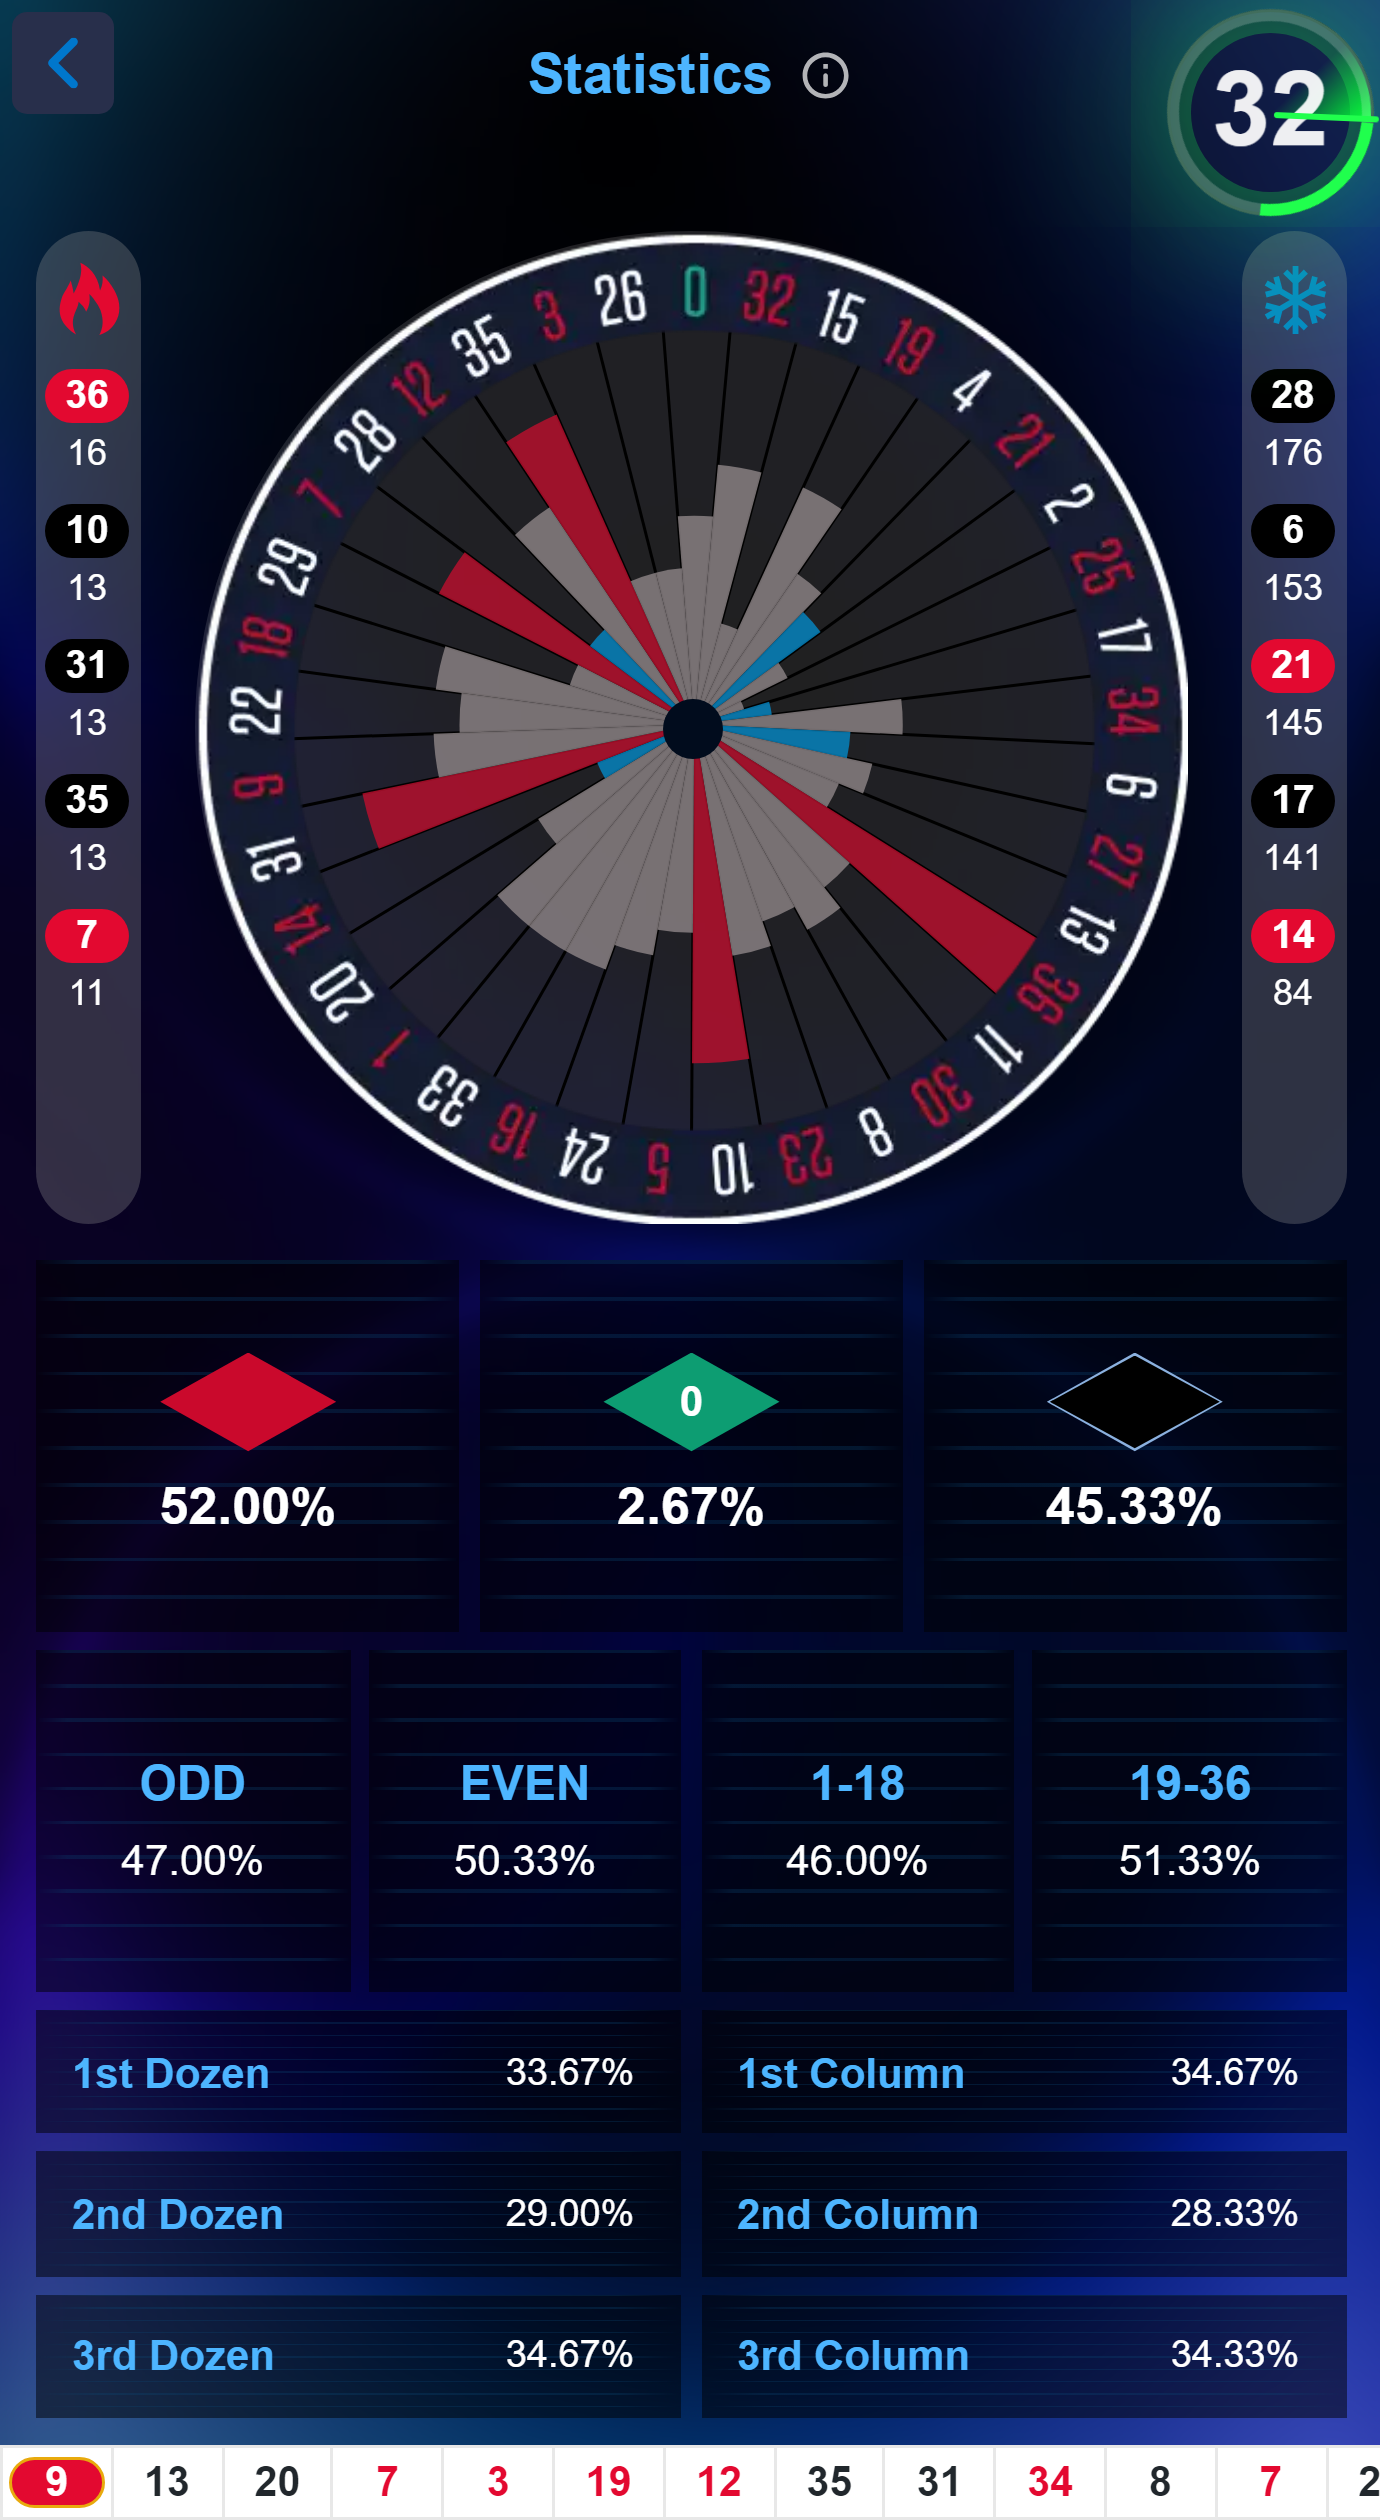 Statistics
32
36
16
10
13
31
13
35
13
7
11
0 32 15 19 4 21 2 25 17 34 6 27 13 36 11 30 8 23 10 5 24 16 33 1 20 14 31 9 22 18 29 7 28 12 35 3 26
28
176
6
153
21
145
17
141
14
84
0
52.00% 2.67% 45.33%
ODD EVEN 1-18 19-36
47.00% 50.33% 46.00% 51.33%
1st Dozen 33.67% 1st Column 34.67%
2nd Dozen 29.00% 2nd Column 28.33%
3rd Dozen 34.67% 3rd Column 34.33%
9 13 20 7 3 19 12 35 31 34 8 7